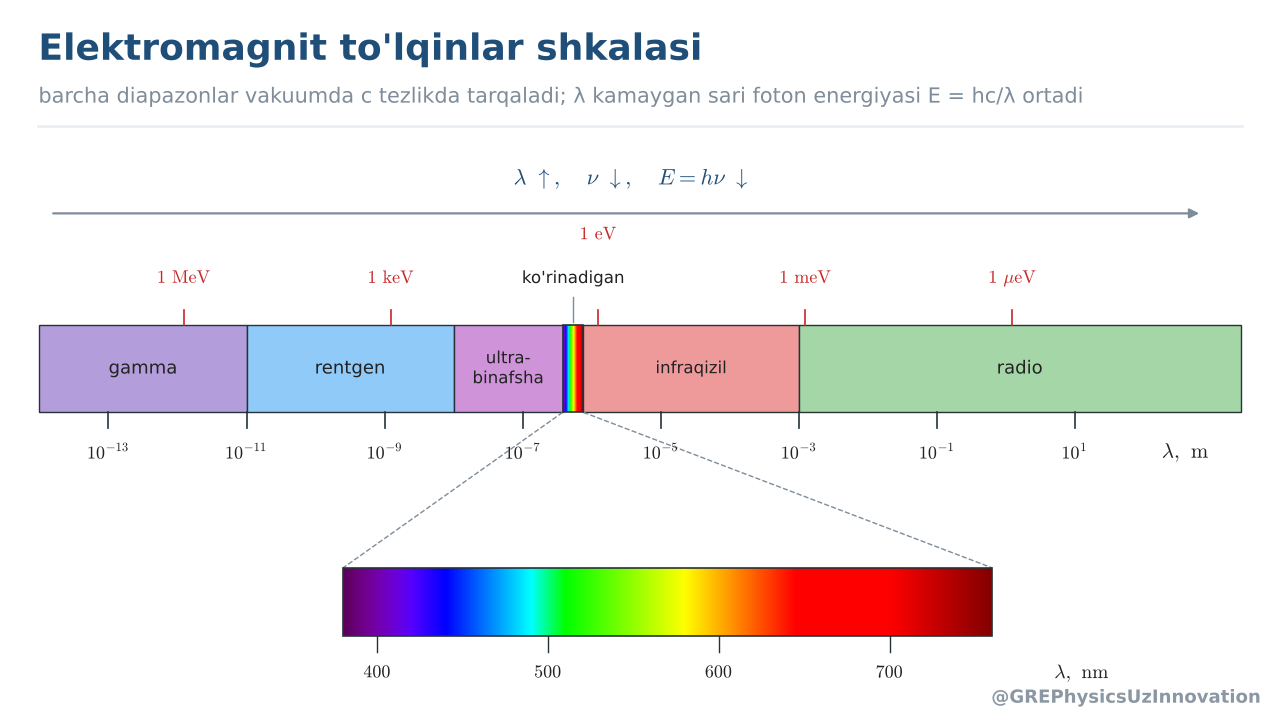 Elektromagnit to'lqinlar shkalasi
barcha diapazonlar vakuumda c tezlikda tarqaladi; λ kamaygan sari foton energiyasi E = hc/λ ortadi
λ ↑, ν ↓, E = hν ↓
1 eV
1 MeV 1 keV ko'rinadigan 1 meV 1 μeV
gamma rentgen ultra-
binafsha infraqizil radio
10⁻¹³ 10⁻¹¹ 10⁻⁹ 10⁻⁷ 10⁻⁵ 10⁻³ 10⁻¹ 10¹ λ, m
400 500 600 700 λ, nm
@GREPhysicsUzInnovation